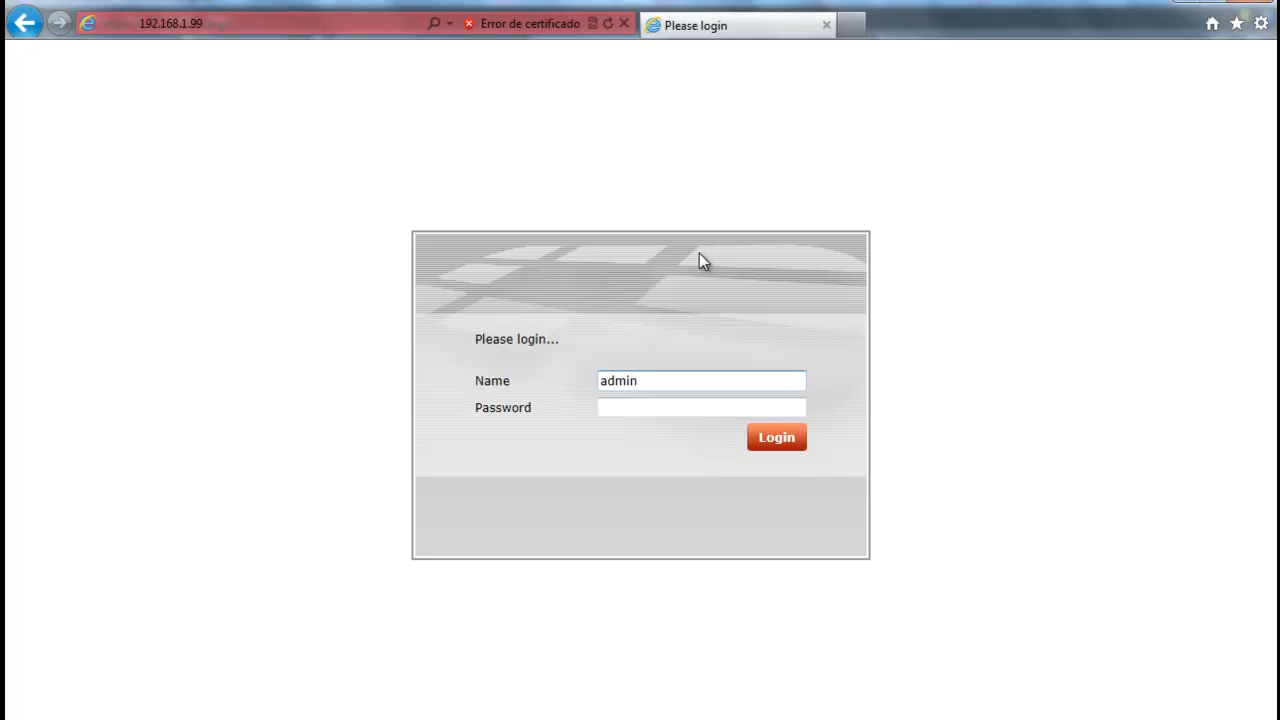 192.168.1.99
Error de certificado
Please login
Please login...
Name
admin
Password
Login